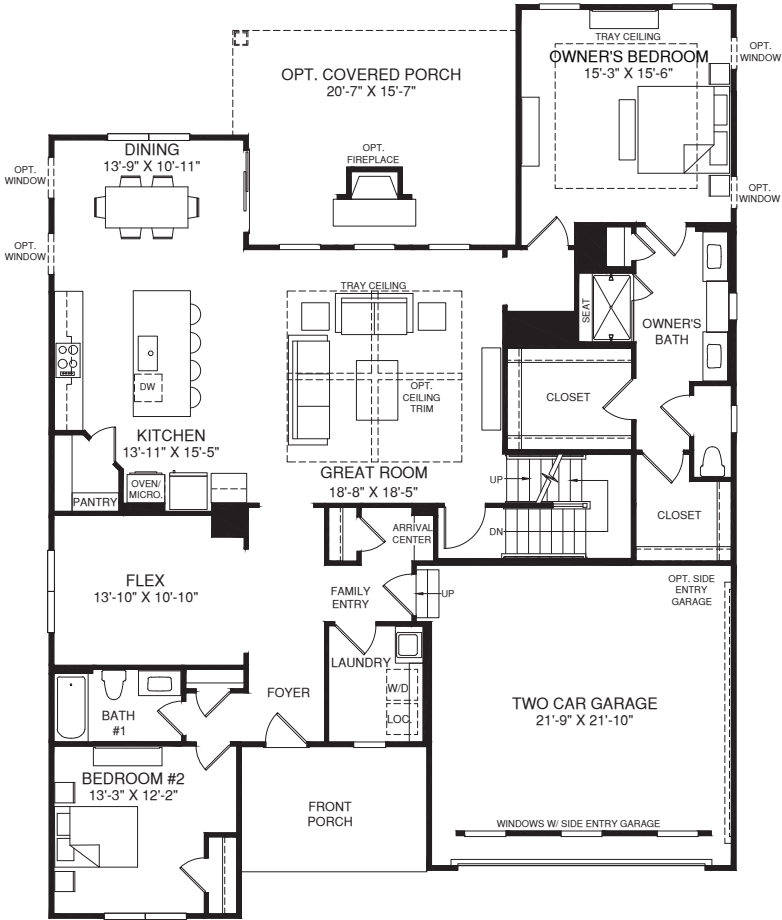 TRAY CEILING
OWNER'S BEDROOM
15'-3" X 15'-6"
OPT.
WINDOW
OPT. COVERED PORCH
20'-7" X 15'-7"
DINING
13'-9" X 10'-11"
OPT.
FIREPLACE
OPT.
WINDOW
OPT.
WINDOW
OPT.
WINDOW
TRAY CEILING
SEAT
OWNER'S
BATH
DW
OPT.
CEILING
TRIM
CLOSET
KITCHEN
13'-11" X 15'-5"
GREAT ROOM
18'-8" X 18'-5"
UP
OVEN/
MICRO.
PANTRY
ARRIVAL
CENTER
DN
CLOSET
FLEX
13'-10" X 10'-10"
FAMILY
ENTRY
UP
OPT. SIDE
ENTRY
GARAGE
LAUNDRY
W/D
LOC.
FOYER
BATH
#1
TWO CAR GARAGE
21'-9" X 21'-10"
BEDROOM #2
13'-3" X 12'-2"
FRONT
PORCH
WINDOWS W/ SIDE ENTRY GARAGE